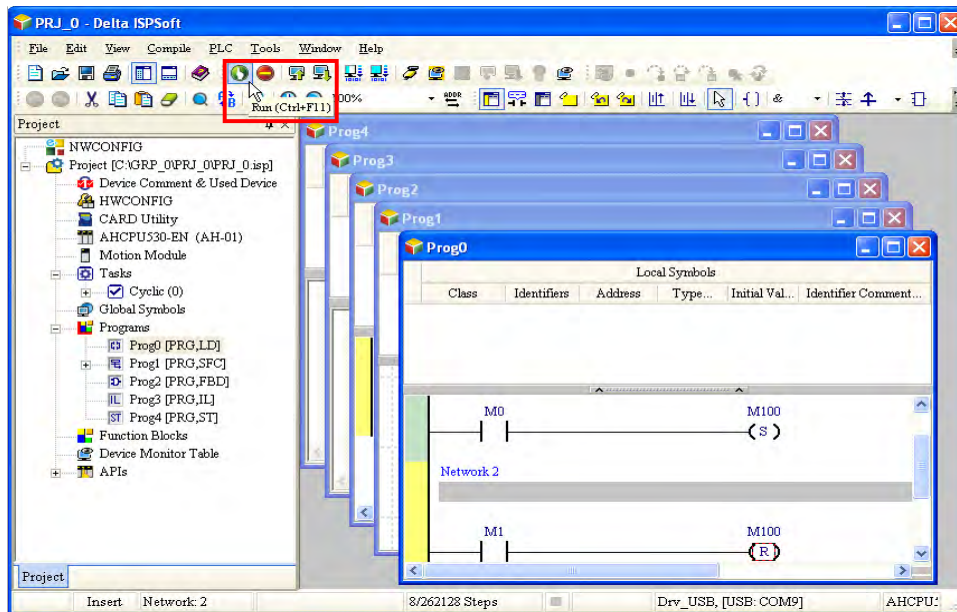 PRJ_0 - Delta ISPSoft
File Edit View Compile PLC Tools Window Help
100%
ADDR
Run (Ctrl+F11)
Project
NWCONFIG
Project [C:\GRP_0\PRJ_0\PRJ_0.isp]
Device Comment & Used Device
HWCONFIG
CARD Utility
AHCPU530-EN (AH-01)
Motion Module
Tasks
Cyclic (0)
Global Symbols
Programs
Prog0 [PRG,LD]
Prog1 [PRG,SFC]
Prog2 [PRG,FBD]
IL Prog3 [PRG,IL]
ST Prog4 [PRG,ST]
Function Blocks
Device Monitor Table
APIs
Project
Prog4
Prog3
Prog2
Prog1
Prog0
Local Symbols
Class Identifiers Address Type... Initial Val... Identifier Comment...
M0 M100
S
Network 2
M1 M100
R
Insert Network: 2 8/262128 Steps Drv_USB, [USB: COM9]